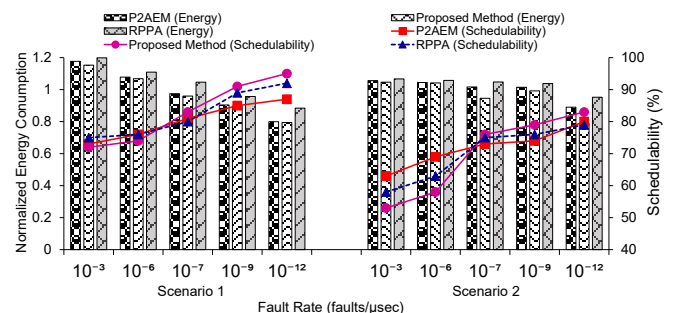 P2AEM (Energy) Proposed Method (Energy)
RPPA (Energy) P2AEM (Schedulability)
Proposed Method (Schedulability) RPPA (Schedulability)
Normalized Energy Conumption
1.2
1
0.8
0.6
0.4
0.2
0
100
90
80
70
60
50
40
Schedulability (%)
10⁻³ 10⁻⁶ 10⁻⁷ 10⁻⁹ 10⁻¹² 10⁻³ 10⁻⁶ 10⁻⁷ 10⁻⁹ 10⁻¹²
Scenario 1 Scenario 2
Fault Rate (faults/µsec)